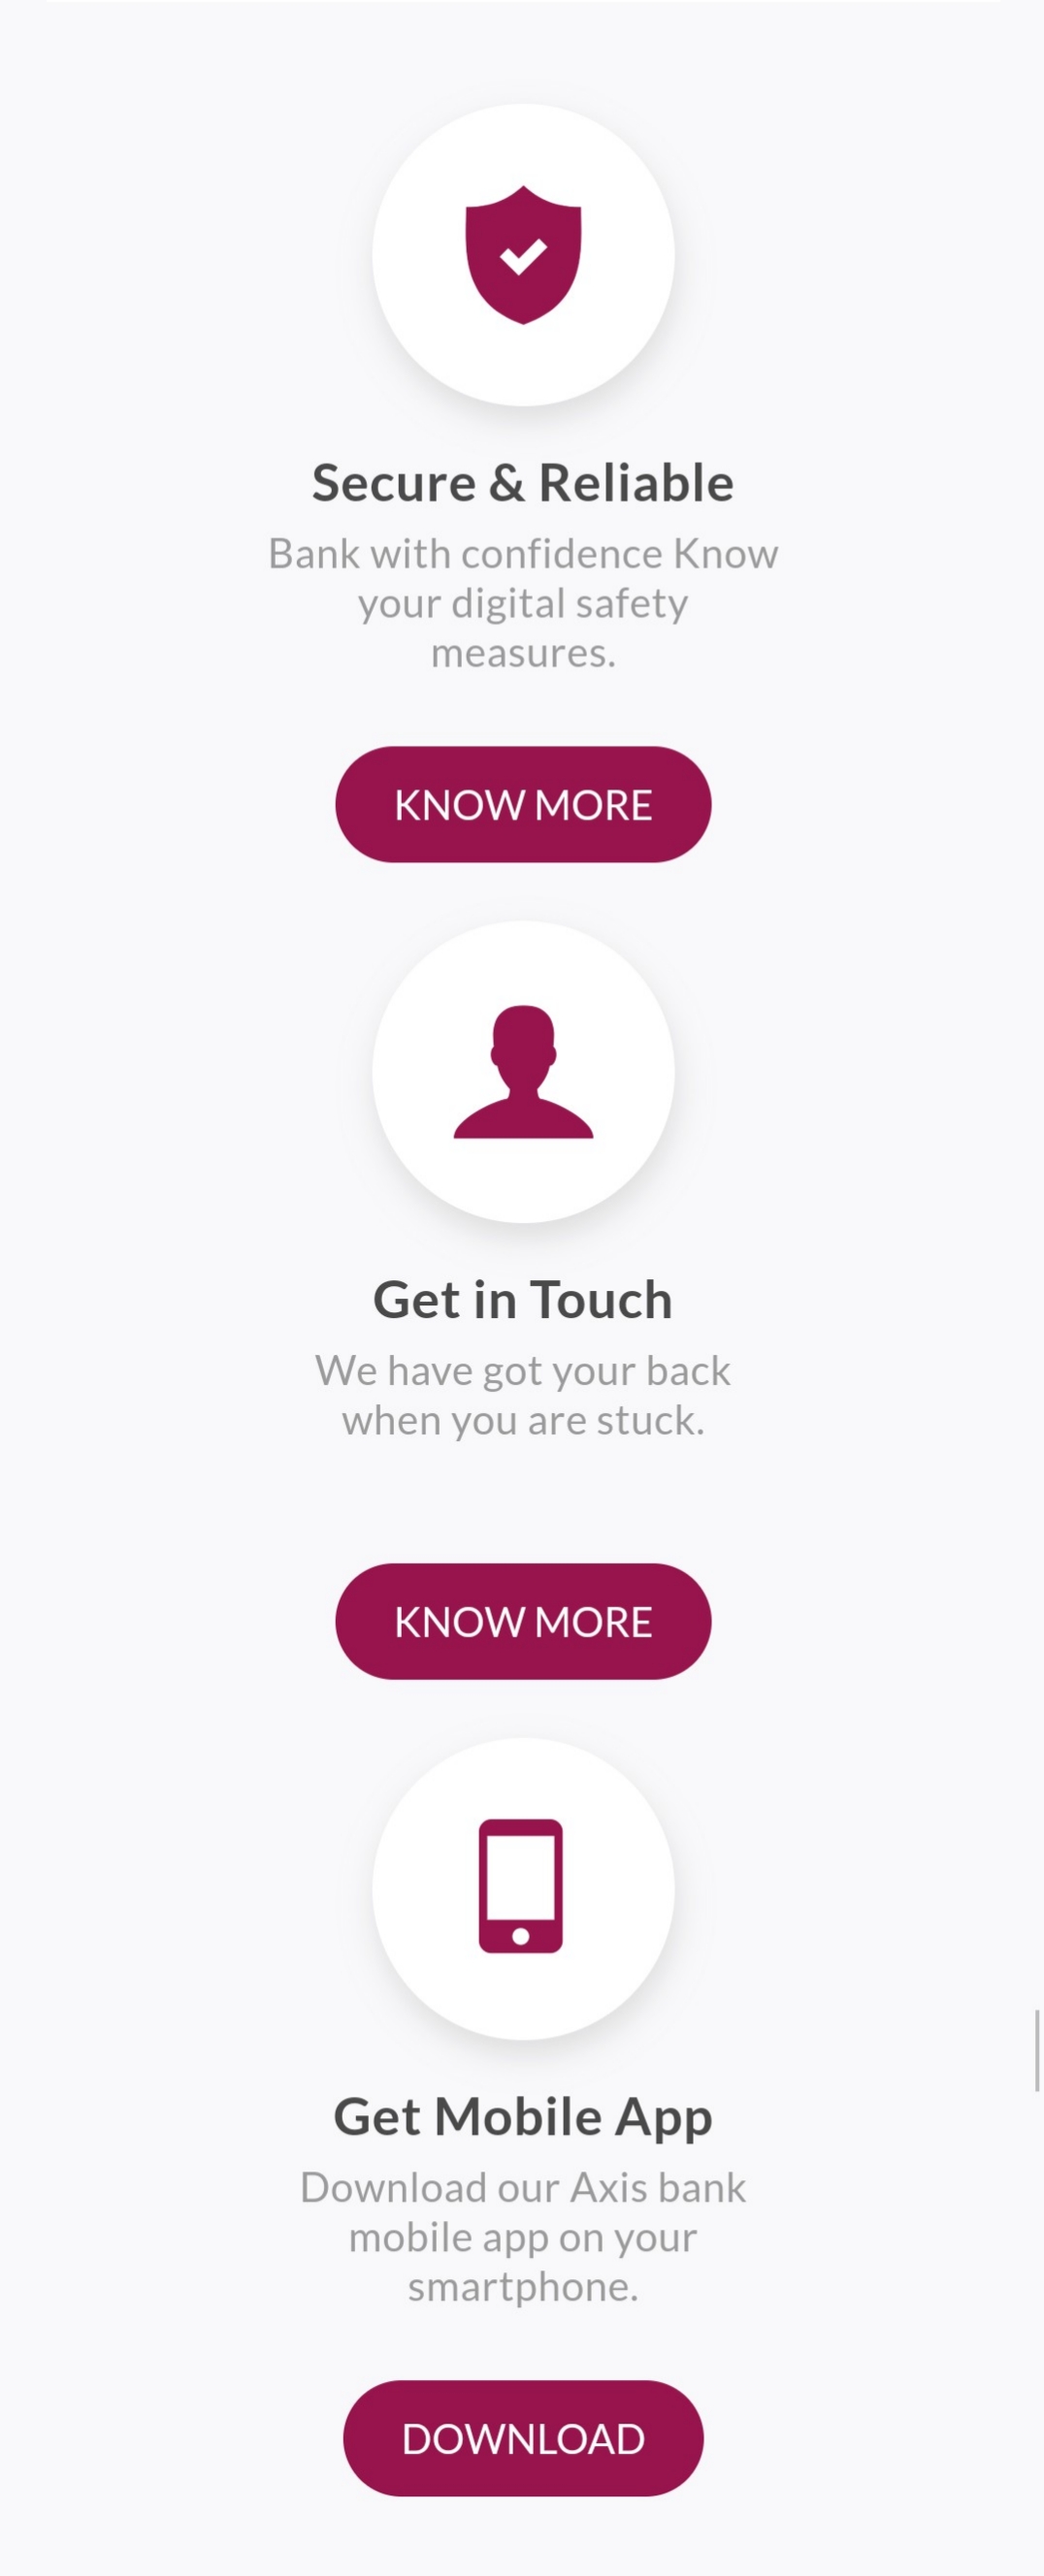 Secure & Reliable
Bank with confidence Know
your digital safety
measures.
KNOW MORE
Get in Touch
We have got your back
when you are stuck.
KNOW MORE
Get Mobile App
Download our Axis bank
mobile app on your
smartphone.
DOWNLOAD